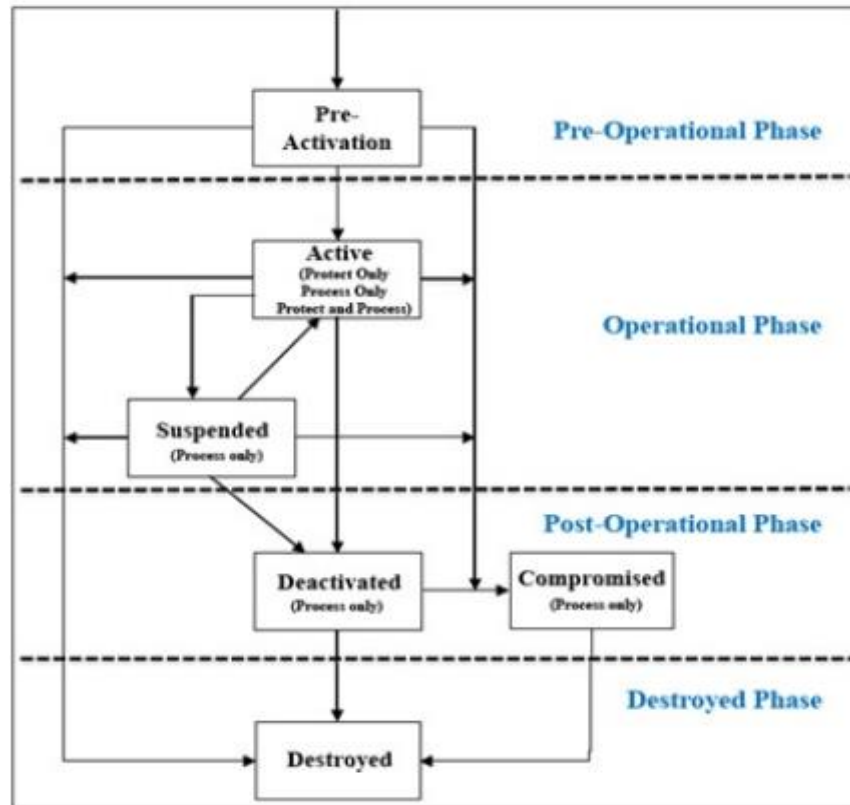 Pre-
Activation
Pre-Operational Phase
Active
(Protect Only
Process Only
Protect and Process)
Operational Phase
Suspended
(Process only)
Post-Operational Phase
Deactivated
(Process only)
Compromised
(Process only)
Destroyed Phase
Destroyed